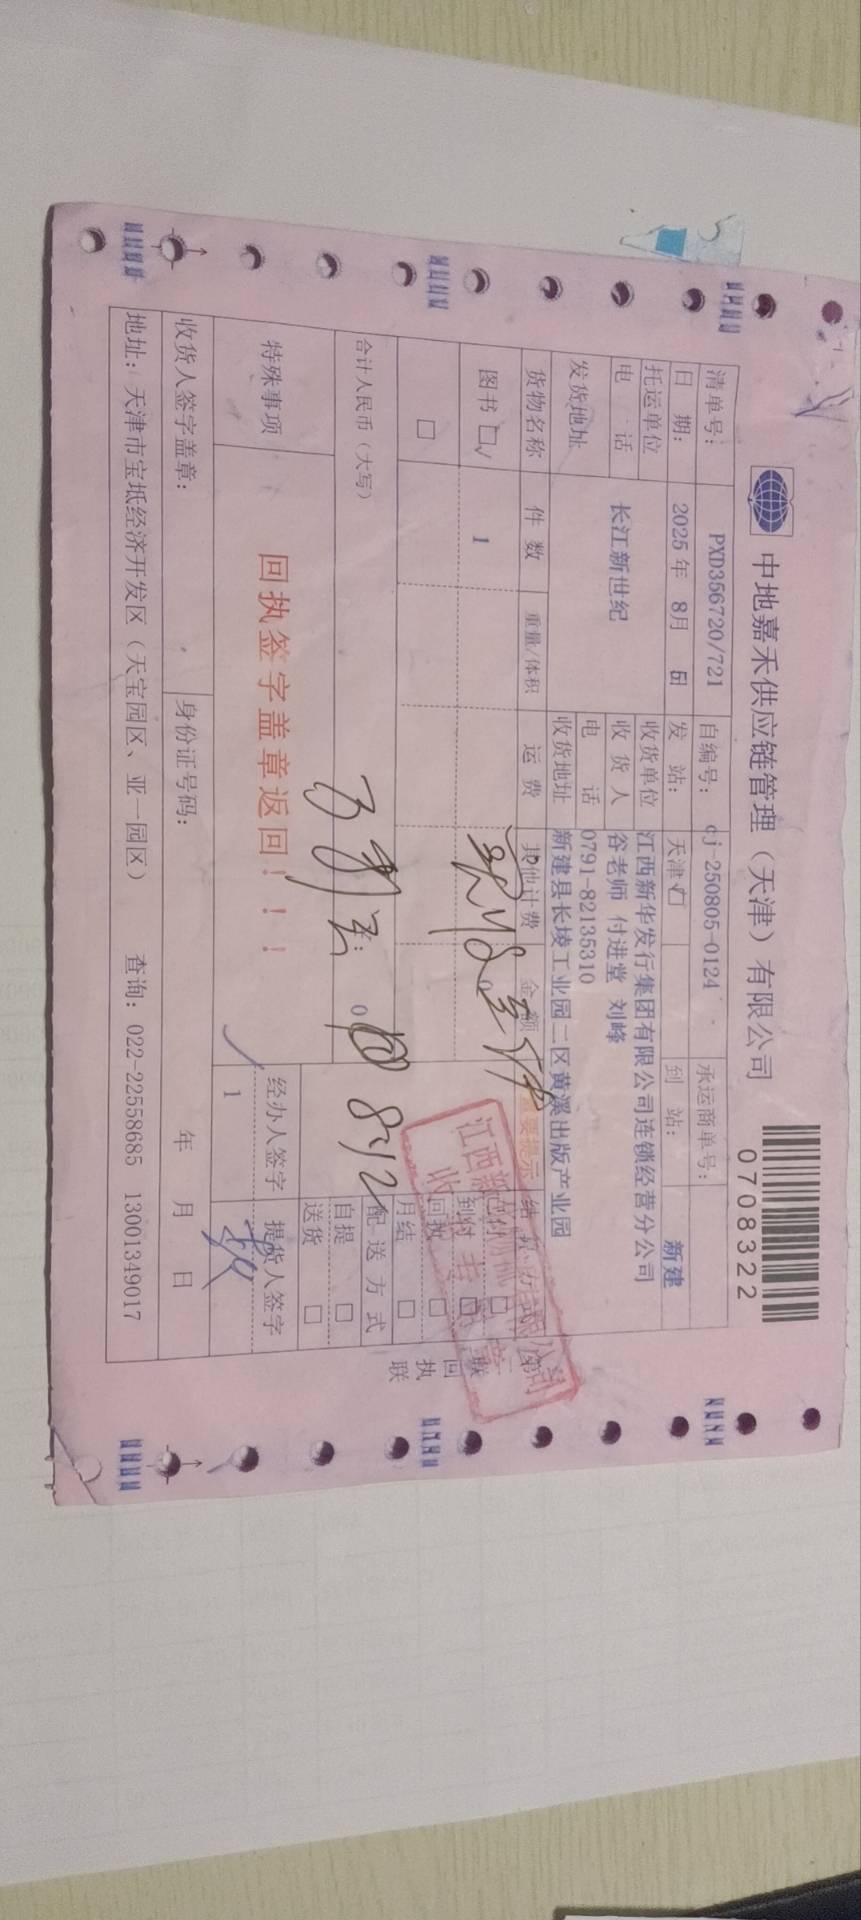 中地嘉禾供应链管理（天津）有限公司
0708322
清单号： PXD356720/721 自编号： cj-250805-0124 承运商单号：
日 期： 2025 年 8月 5日 发 站： 天津 到 站： 新建
托运单位 长江新世纪 收货单位 江西新华发行集团有限公司连锁经营分公司
电 话 收 货 人 谷老师 付进堂 刘峰
发货地址 电 话 0791-82135310
收货地址 新建县长堎工业园二区黄溪出版产业园
货物名称 件 数 重量/体积 运 费 其他计费 金 额 重要提示 结 款 方 式
图书 □√ 1 已付 □
到付 □
□ 回付 □
月结 □
合计人民币（大写） ¥: 0 配 送 方 式
自提 □
送货 □
特殊事项 回执签字盖章返回！！！ 经办人签字 提货人签字
1
收货人签字盖章： 身份证号码： 年 月 日
地址：天津市宝坻经济开发区（天宝园区、亚一园区） 查询：022-22558685 13001349017
回执联